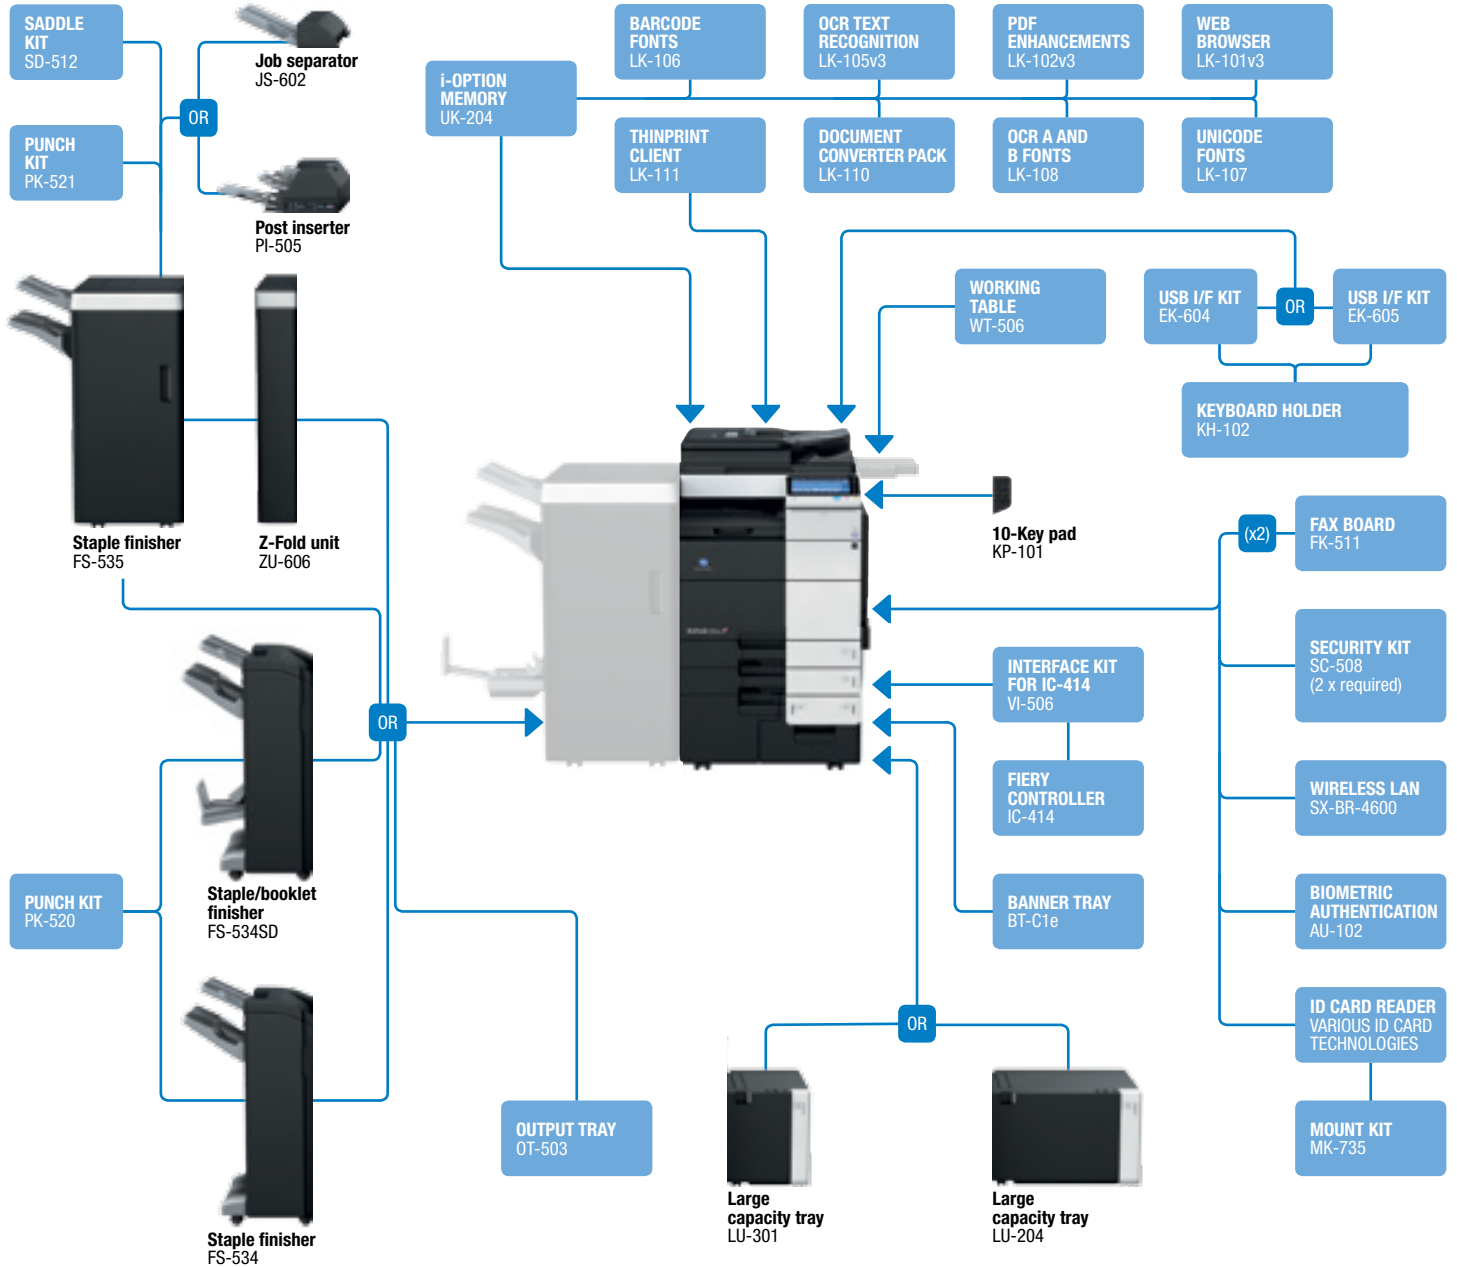 SADDLE
KIT
SD-512
Job separator
JS-602
OR
PUNCH
KIT
PK-521
Post inserter
PI-505
i-OPTION
MEMORY
UK-204
BARCODE
FONTS
LK-106
OCR TEXT
RECOGNITION
LK-105v3
PDF
ENHANCEMENTS
LK-102v3
WEB
BROWSER
LK-101v3
THINPRINT
CLIENT
LK-111
DOCUMENT
CONVERTER PACK
LK-110
OCR A AND
B FONTS
LK-108
UNICODE
FONTS
LK-107
WORKING
TABLE
WT-506
USB I/F KIT
EK-604
OR
USB I/F KIT
EK-605
KEYBOARD HOLDER
KH-102
Staple finisher
FS-535
Z-Fold unit
ZU-606
10-Key pad
KP-101
(x2)
FAX BOARD
FK-511
SECURITY KIT
SC-508
(2 x required)
INTERFACE KIT
FOR IC-414
VI-506
OR
FIERY
CONTROLLER
IC-414
WIRELESS LAN
SX-BR-4600
PUNCH KIT
PK-520
Staple/booklet
finisher
FS-534SD
BANNER TRAY
BT-C1e
BIOMETRIC
AUTHENTICATION
AU-102
OR
ID CARD READER
VARIOUS ID CARD
TECHNOLOGIES
OUTPUT TRAY
OT-503
MOUNT KIT
MK-735
Large
capacity tray
LU-301
Large
capacity tray
LU-204
Staple finisher
FS-534